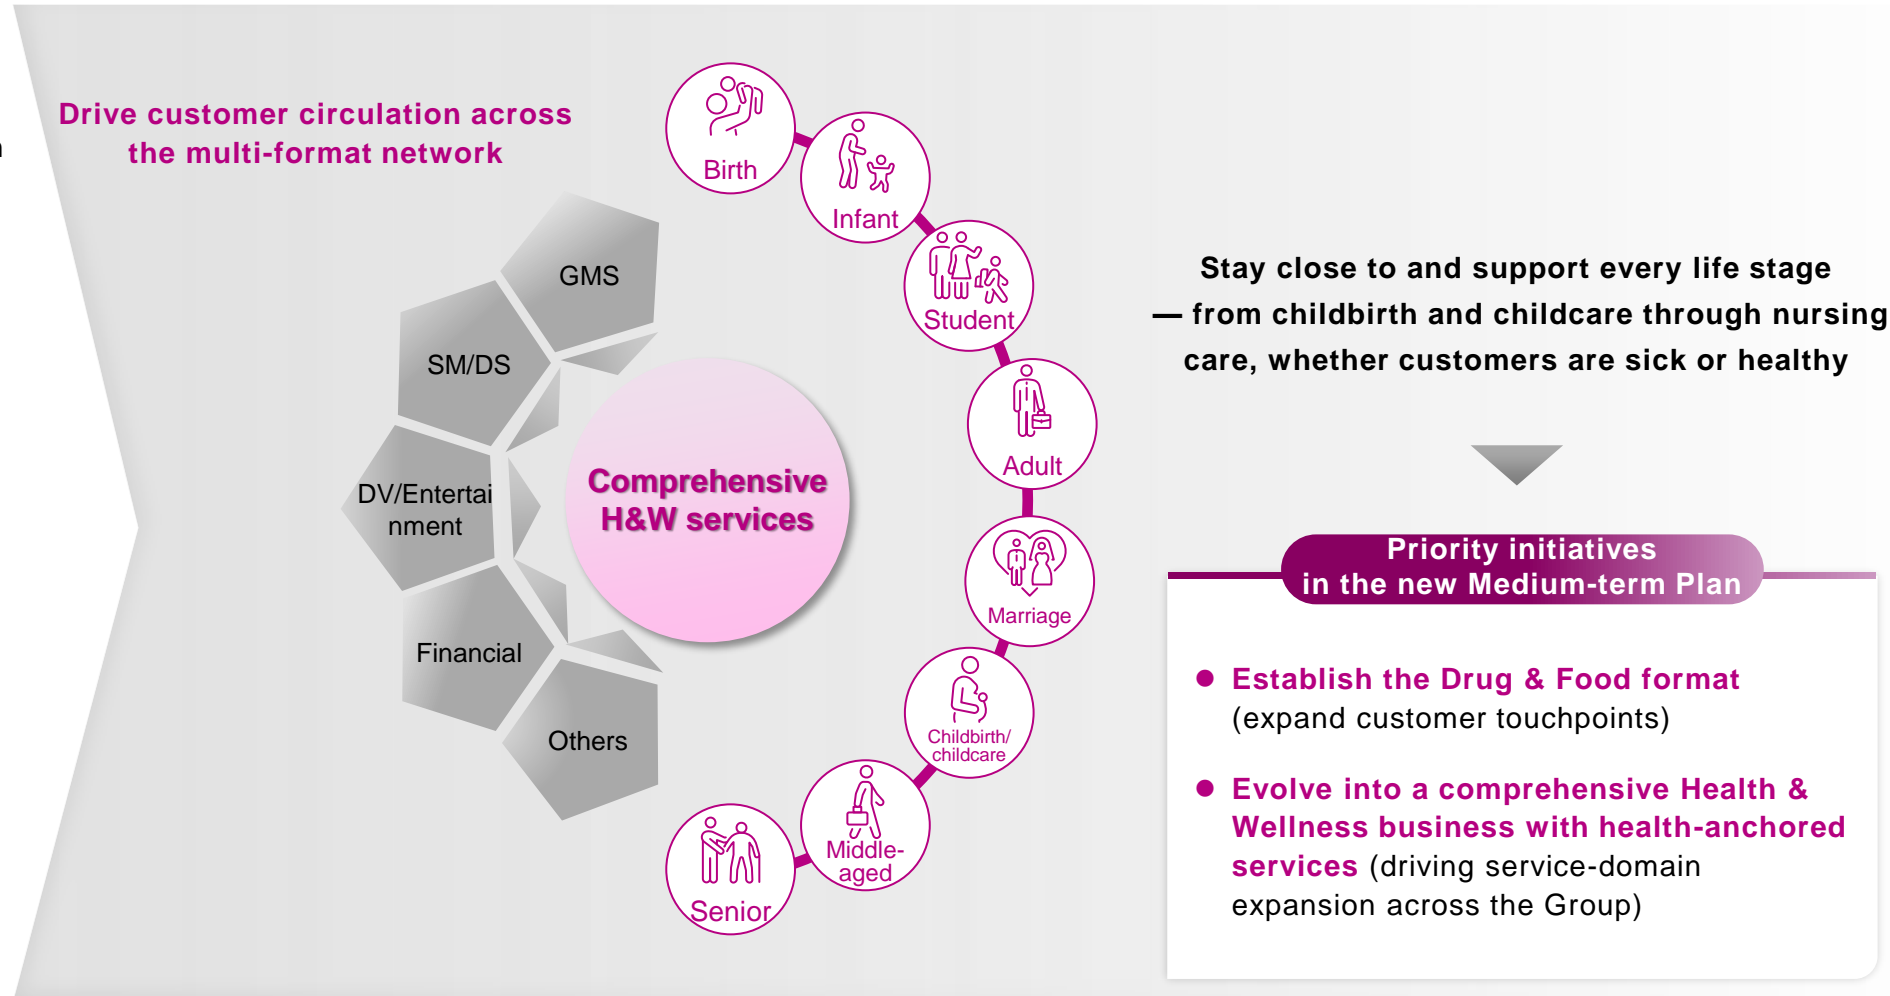 n
Drive customer circulation across
the multi-format network
GMS
SM/DS
DV/Entertai
nment
Financial
Others
Comprehensive
H&W services
Birth
Infant
Student
Adult
Marriage
Childbirth/
childcare
Middle-
aged
Senior
Stay close to and support every life stage
— from childbirth and childcare through nursing
care, whether customers are sick or healthy
Priority initiatives
in the new Medium-term Plan
● Establish the Drug & Food format
(expand customer touchpoints)
● Evolve into a comprehensive Health &
Wellness business with health-anchored
services (driving service-domain
expansion across the Group)